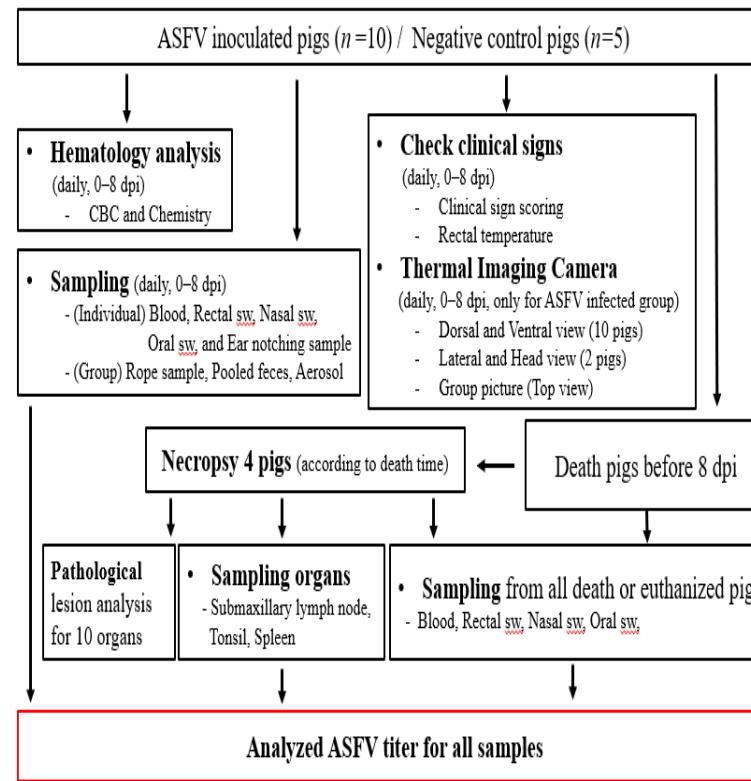 ASFV inoculated pigs (n =10) / Negative control pigs (n=5)
• Hematology analysis
(daily, 0–8 dpi)
- CBC and Chemistry
• Check clinical signs
(daily, 0–8 dpi)
- Clinical sign scoring
- Rectal temperature
• Thermal Imaging Camera
(daily, 0–8 dpi, only for ASFV infected group)
- Dorsal and Ventral view (10 pigs)
- Lateral and Head view (2 pigs)
- Group picture (Top view)
• Sampling (daily, 0–8 dpi)
- (Individual) Blood, Rectal sw, Nasal sw,
Oral sw, and Ear notching sample
- (Group) Rope sample, Pooled feces, Aerosol
Necropsy 4 pigs (according to death time)
Death pigs before 8 dpi
Pathological
lesion analysis
for 10 organs
• Sampling organs
- Submaxillary lymph node,
Tonsil, Spleen
• Sampling from all death or euthanized pig
- Blood, Rectal sw, Nasal sw, Oral sw,
Analyzed ASFV titer for all samples